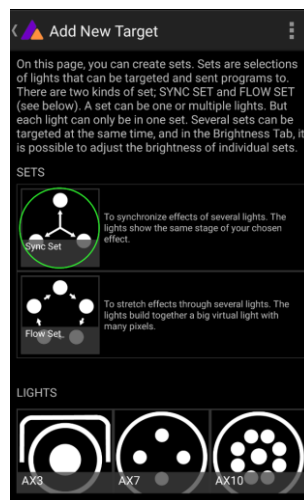 Add New Target
On this page, you can create sets. Sets are selections
of lights that can be targeted and sent programs to.
There are two kinds of set; SYNC SET and FLOW SET
(see below). A set can be one or multiple lights. But
each light can only be in one set. Several sets can be
targeted at the same time, and in the Brightness Tab, it
is possible to adjust the brightness of individual sets.
SETS
Sync Set
To synchronize effects of several lights. The
lights show the same stage of your chosen
effect.
Flow Set
To stretch effects through several lights. The
lights build together a big virtual light with
many pixels.
LIGHTS
AX3
AX7
AX10